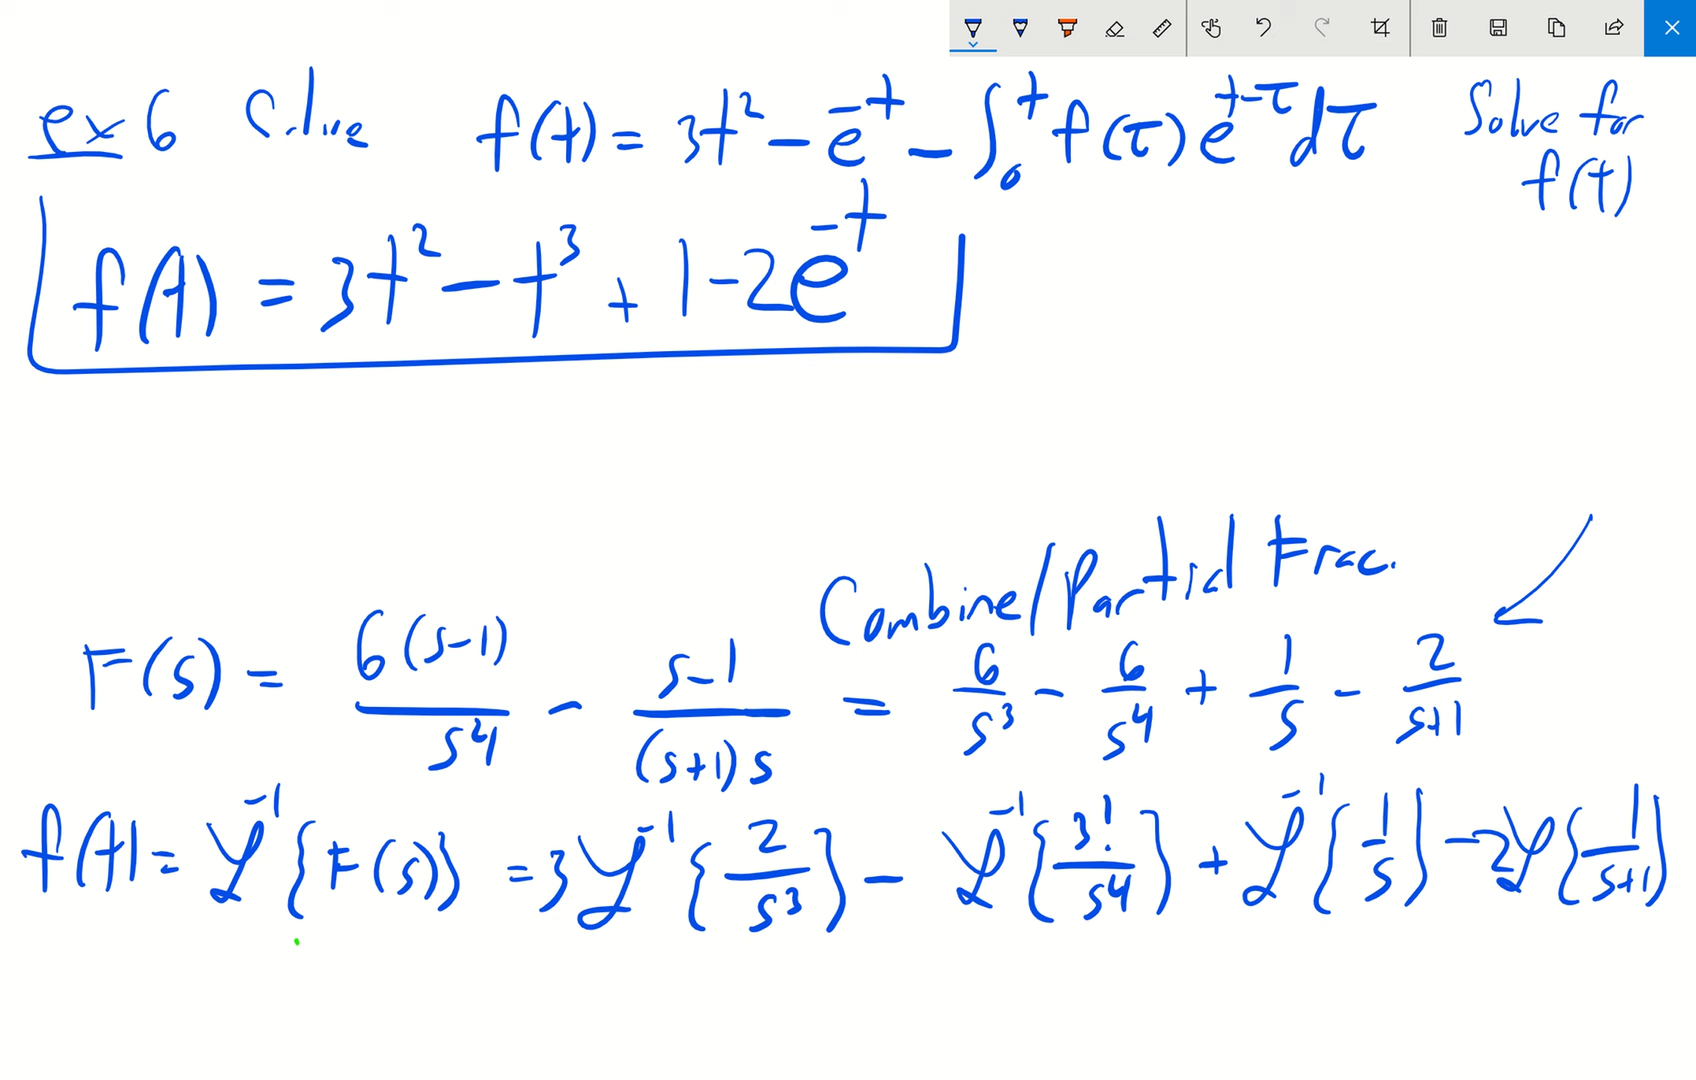 ex 6 Solve f(t) = 3t² - e^-t - ∫₀^t f(τ) e^t-τ dτ Solve for
f(t)
f(t) = 3t² - t³ + 1 - 2e^-t
Combine/Partial Frac.
F(s) = 6(s-1)/s⁴ - s-1/(s+1)s = 6/s³ - 6/s⁴ + 1/s - 2/s+1
f(t) = ℒ^-1{F(s)} = 3ℒ^-1{2/s³} - ℒ^-1{3!/s⁴} + ℒ^-1{1/s} - 2ℒ{1/s+1}